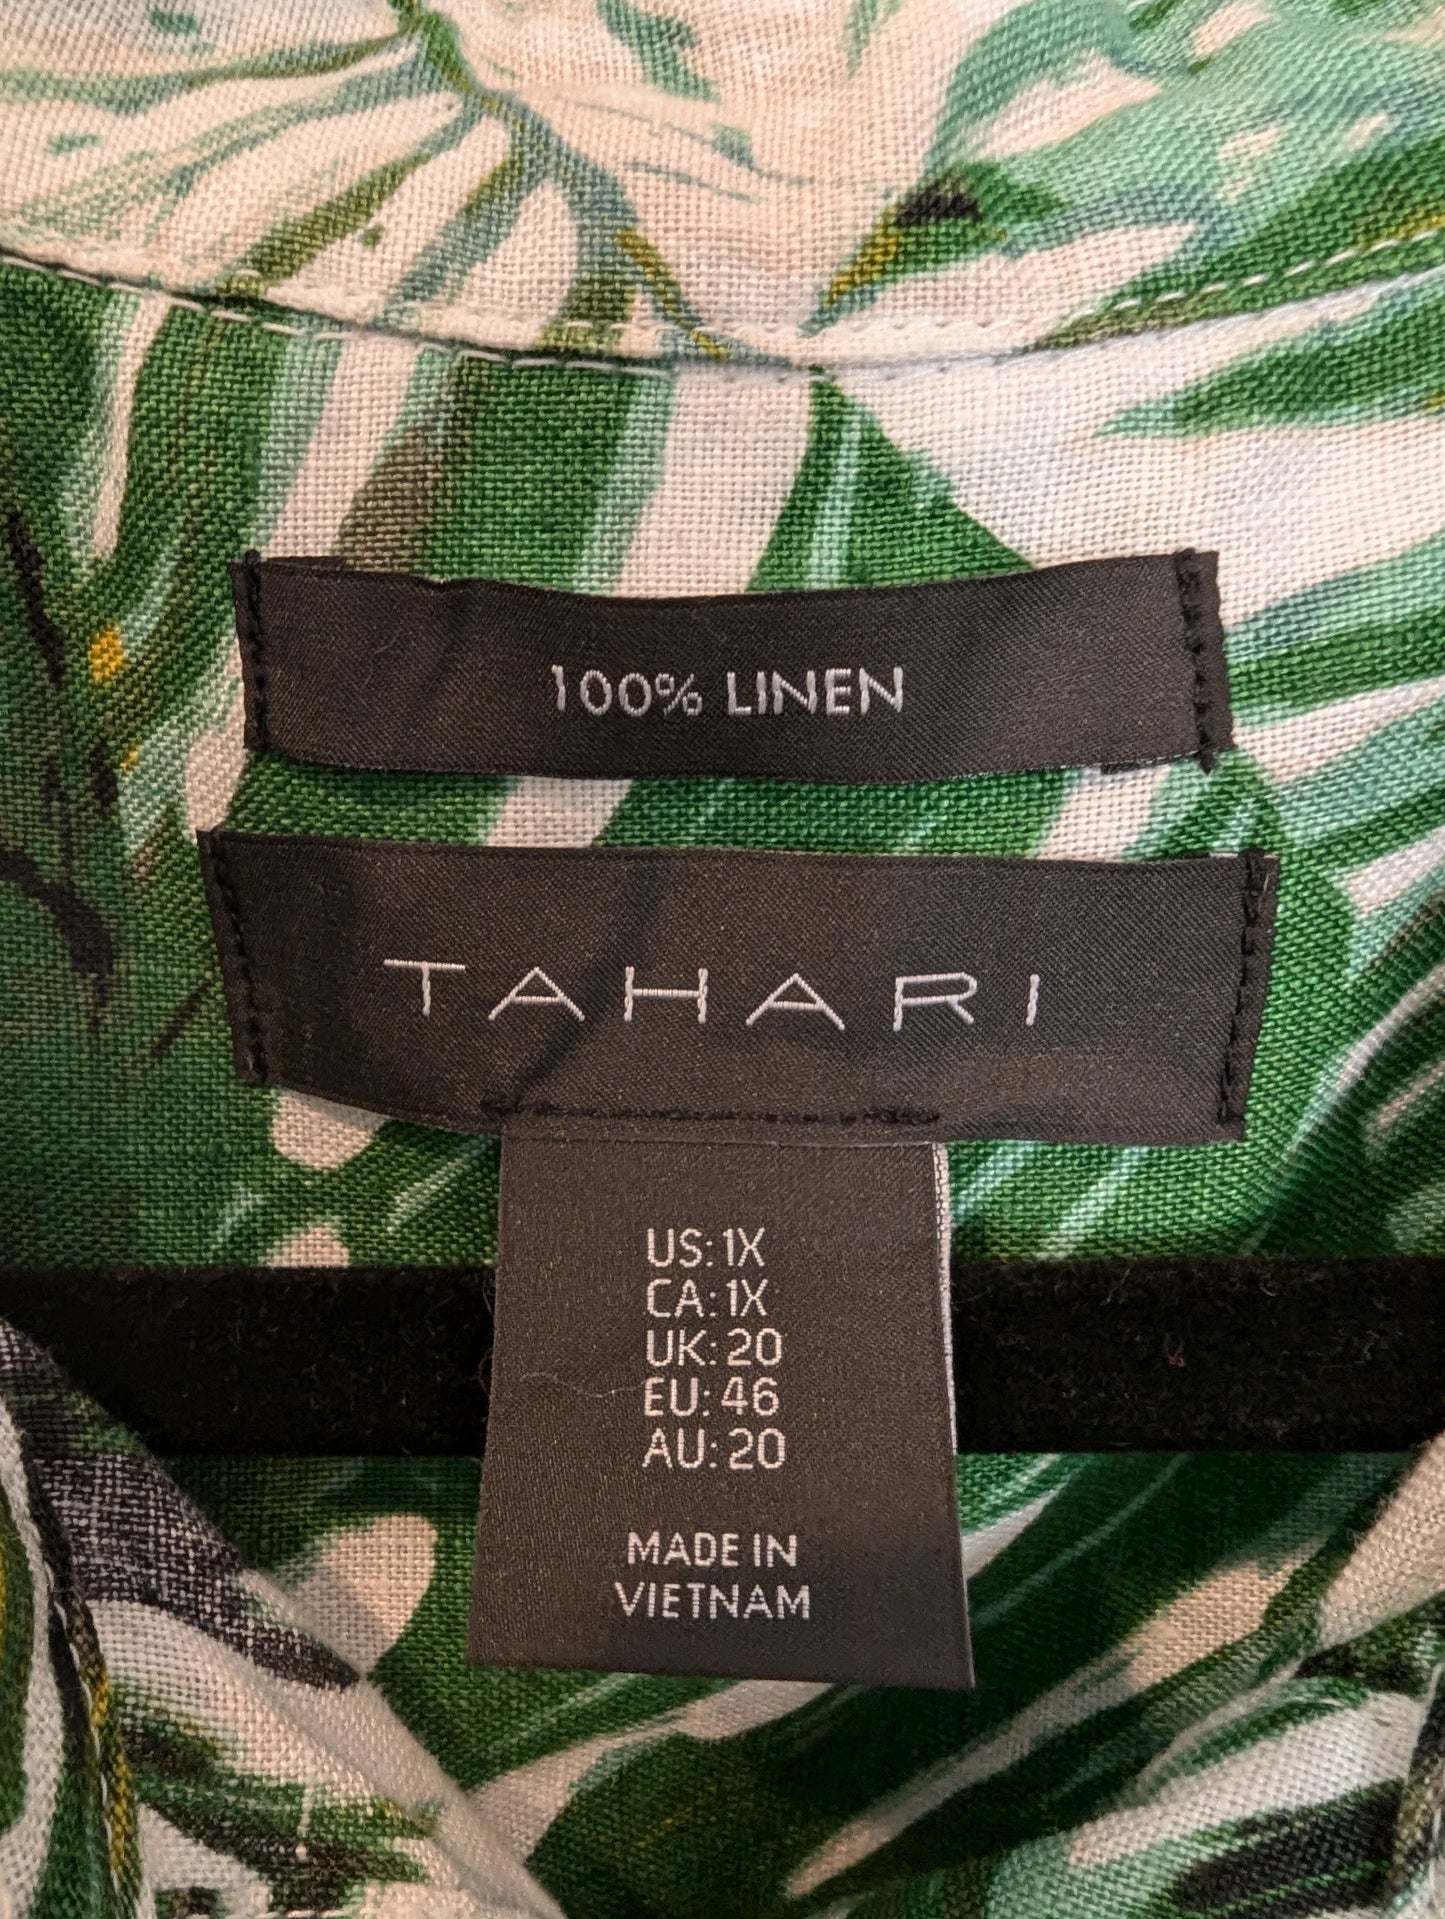 100% LINEN
TAHARI
US: 1X
CA: 1X
UK: 20
EU: 46
AU: 20
MADE IN
VIETNAM